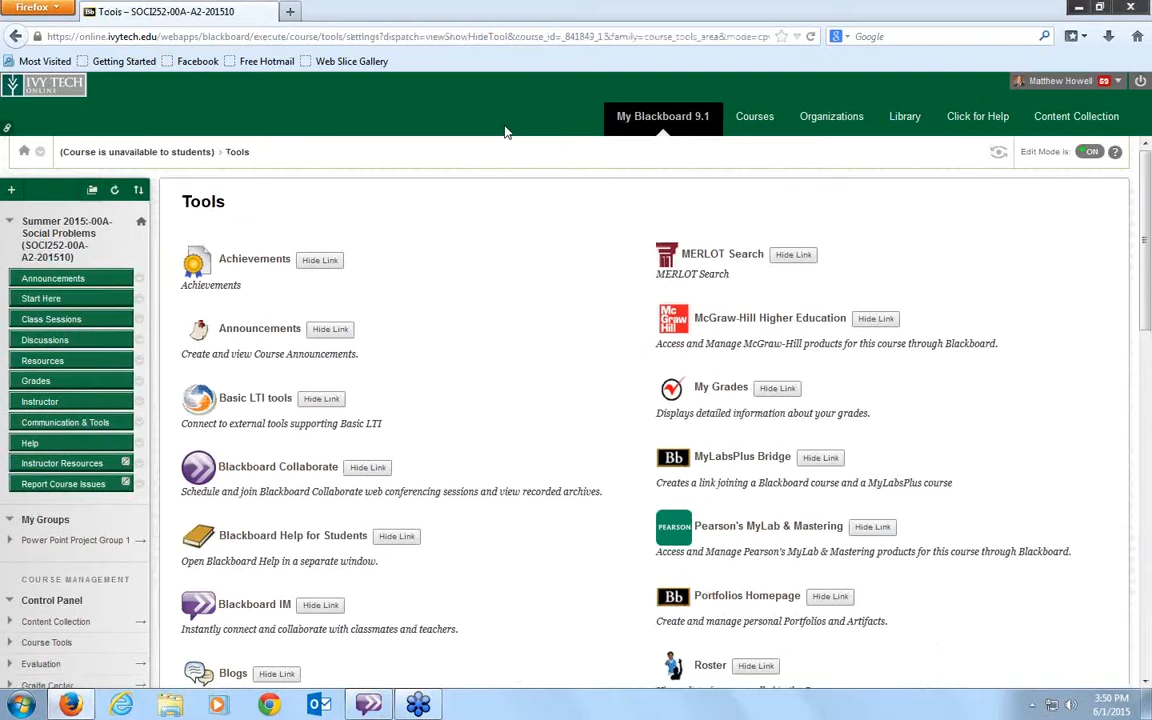 Firefox
Bb Tools – SOCI252-00A-A2-201510
https://online.ivytech.edu/webapps/blackboard/execute/course/tools/settings?dispatch=viewShowHideTool&course_id=_841849_1&family=course_tools_area&mode=cp
Google
Most Visited
Getting Started
Facebook
Free Hotmail
Web Slice Gallery
IVY TECH
ONLINE
Matthew Howell 59
My Blackboard 9.1
Courses
Organizations
Library
Click for Help
Content Collection
(Course is unavailable to students) › Tools
Edit Mode is: ON ?
Summer 2015:-00A-
Social Problems
(SOCI252-00A-
A2-201510)
Announcements
Start Here
Class Sessions
Discussions
Resources
Grades
Instructor
Communication & Tools
Help
Instructor Resources
Report Course Issues
My Groups
Power Point Project Group 1
COURSE MANAGEMENT
Control Panel
Content Collection
Course Tools
Evaluation
Grade Center
Tools
Achievements Hide Link
Achievements
Announcements Hide Link
Create and view Course Announcements.
Basic LTI tools Hide Link
Connect to external tools supporting Basic LTI
Blackboard Collaborate Hide Link
Schedule and join Blackboard Collaborate web conferencing sessions and view recorded archives.
Blackboard Help for Students Hide Link
Open Blackboard Help in a separate window.
Blackboard IM Hide Link
Instantly connect and collaborate with classmates and teachers.
Blogs Hide Link
MERLOT Search Hide Link
MERLOT Search
Mc
Graw
Hill
McGraw-Hill Higher Education Hide Link
Access and Manage McGraw-Hill products for this course through Blackboard.
My Grades Hide Link
Displays detailed information about your grades.
Bb MyLabsPlus Bridge Hide Link
Creates a link joining a Blackboard course and a MyLabsPlus course
PEARSON Pearson's MyLab & Mastering Hide Link
Access and Manage Pearson's MyLab & Mastering products for this course through Blackboard.
Bb Portfolios Homepage Hide Link
Create and manage personal Portfolios and Artifacts.
Roster Hide Link
3:50 PM
6/1/2015